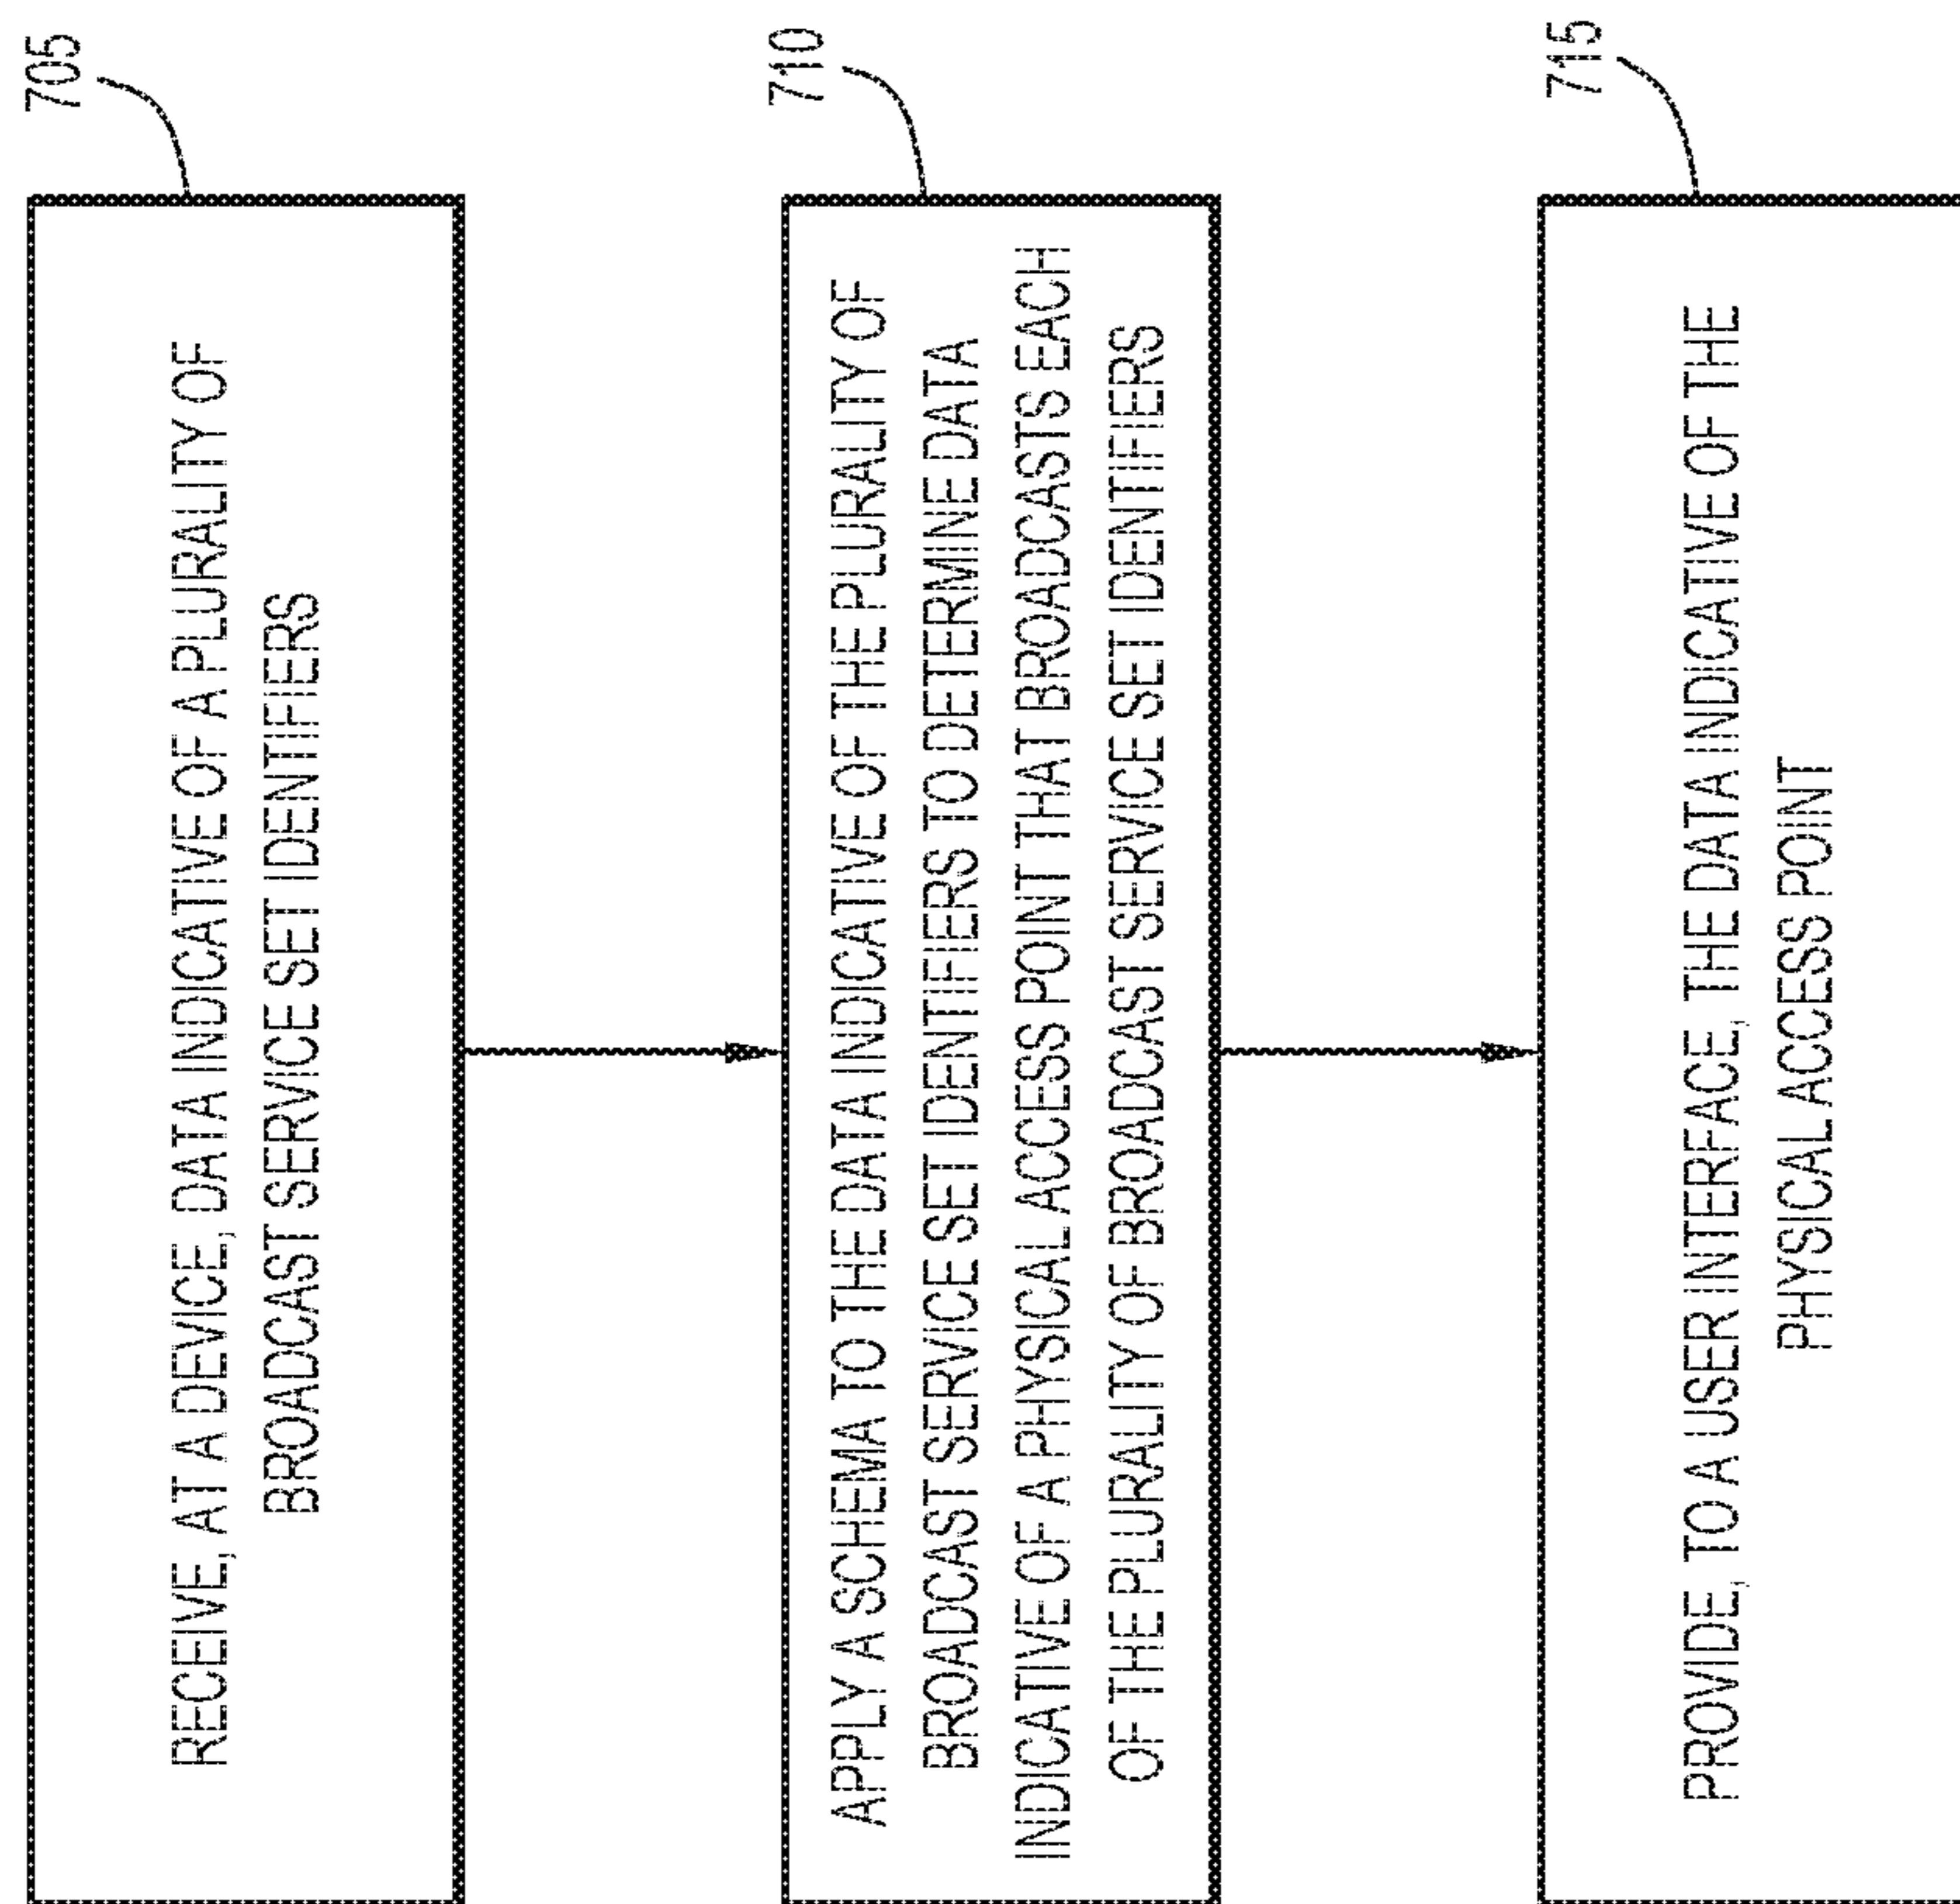 705
RECEIVE, AT A DEVICE, DATA INDICATIVE OF A PLURALITY OF
BROADCAST SERVICE SET IDENTIFIERS
710
APPLY A SCHEMA TO THE DATA INDICATIVE OF THE PLURALITY OF
BROADCAST SERVICE SET IDENTIFIERS TO DETERMINE DATA
INDICATIVE OF A PHYSICAL ACCESS POINT THAT BROADCASTS EACH
OF THE PLURALITY OF BROADCAST SERVICE SET IDENTIFIERS
715
PROVIDE, TO A USER INTERFACE, THE DATA INDICATIVE OF THE
PHYSICAL ACCESS POINT